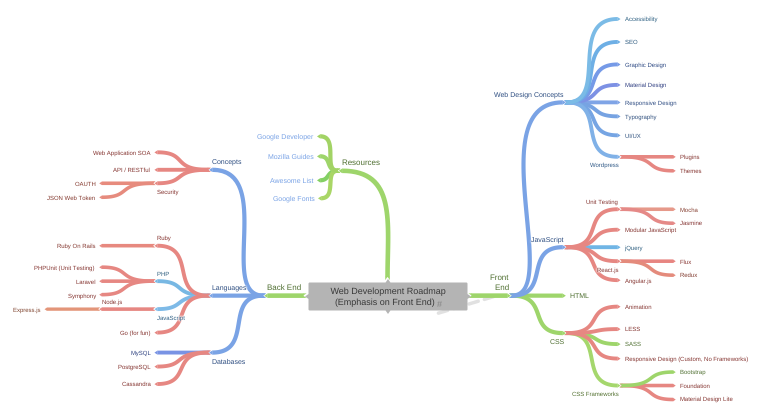 Web Development Roadmap
(Emphasis on Front End)
Resources
Google Developer
Mozilla Guides
Awesome List
Google Fonts
Back End
Concepts
Web Application SOA
API / RESTful
Security
OAUTH
JSON Web Token
Languages
Ruby
Ruby On Rails
PHP
PHPUnit (Unit Testing)
Laravel
Symphony
JavaScript
Node.js
Express.js
Go (for fun)
Databases
MySQL
PostgreSQL
Cassandra
Front
End
Web Design Concepts
Accessibility
SEO
Graphic Design
Material Design
Responsive Design
Typography
UI/UX
Wordpress
Plugins
Themes
JavaScript
Unit Testing
Mocha
Jasmine
Modular JavaScript
jQuery
React.js
Flux
Redux
Angular.js
HTML
CSS
Animation
LESS
SASS
Responsive Design (Custom, No Frameworks)
CSS Frameworks
Bootstrap
Foundation
Material Design Lite